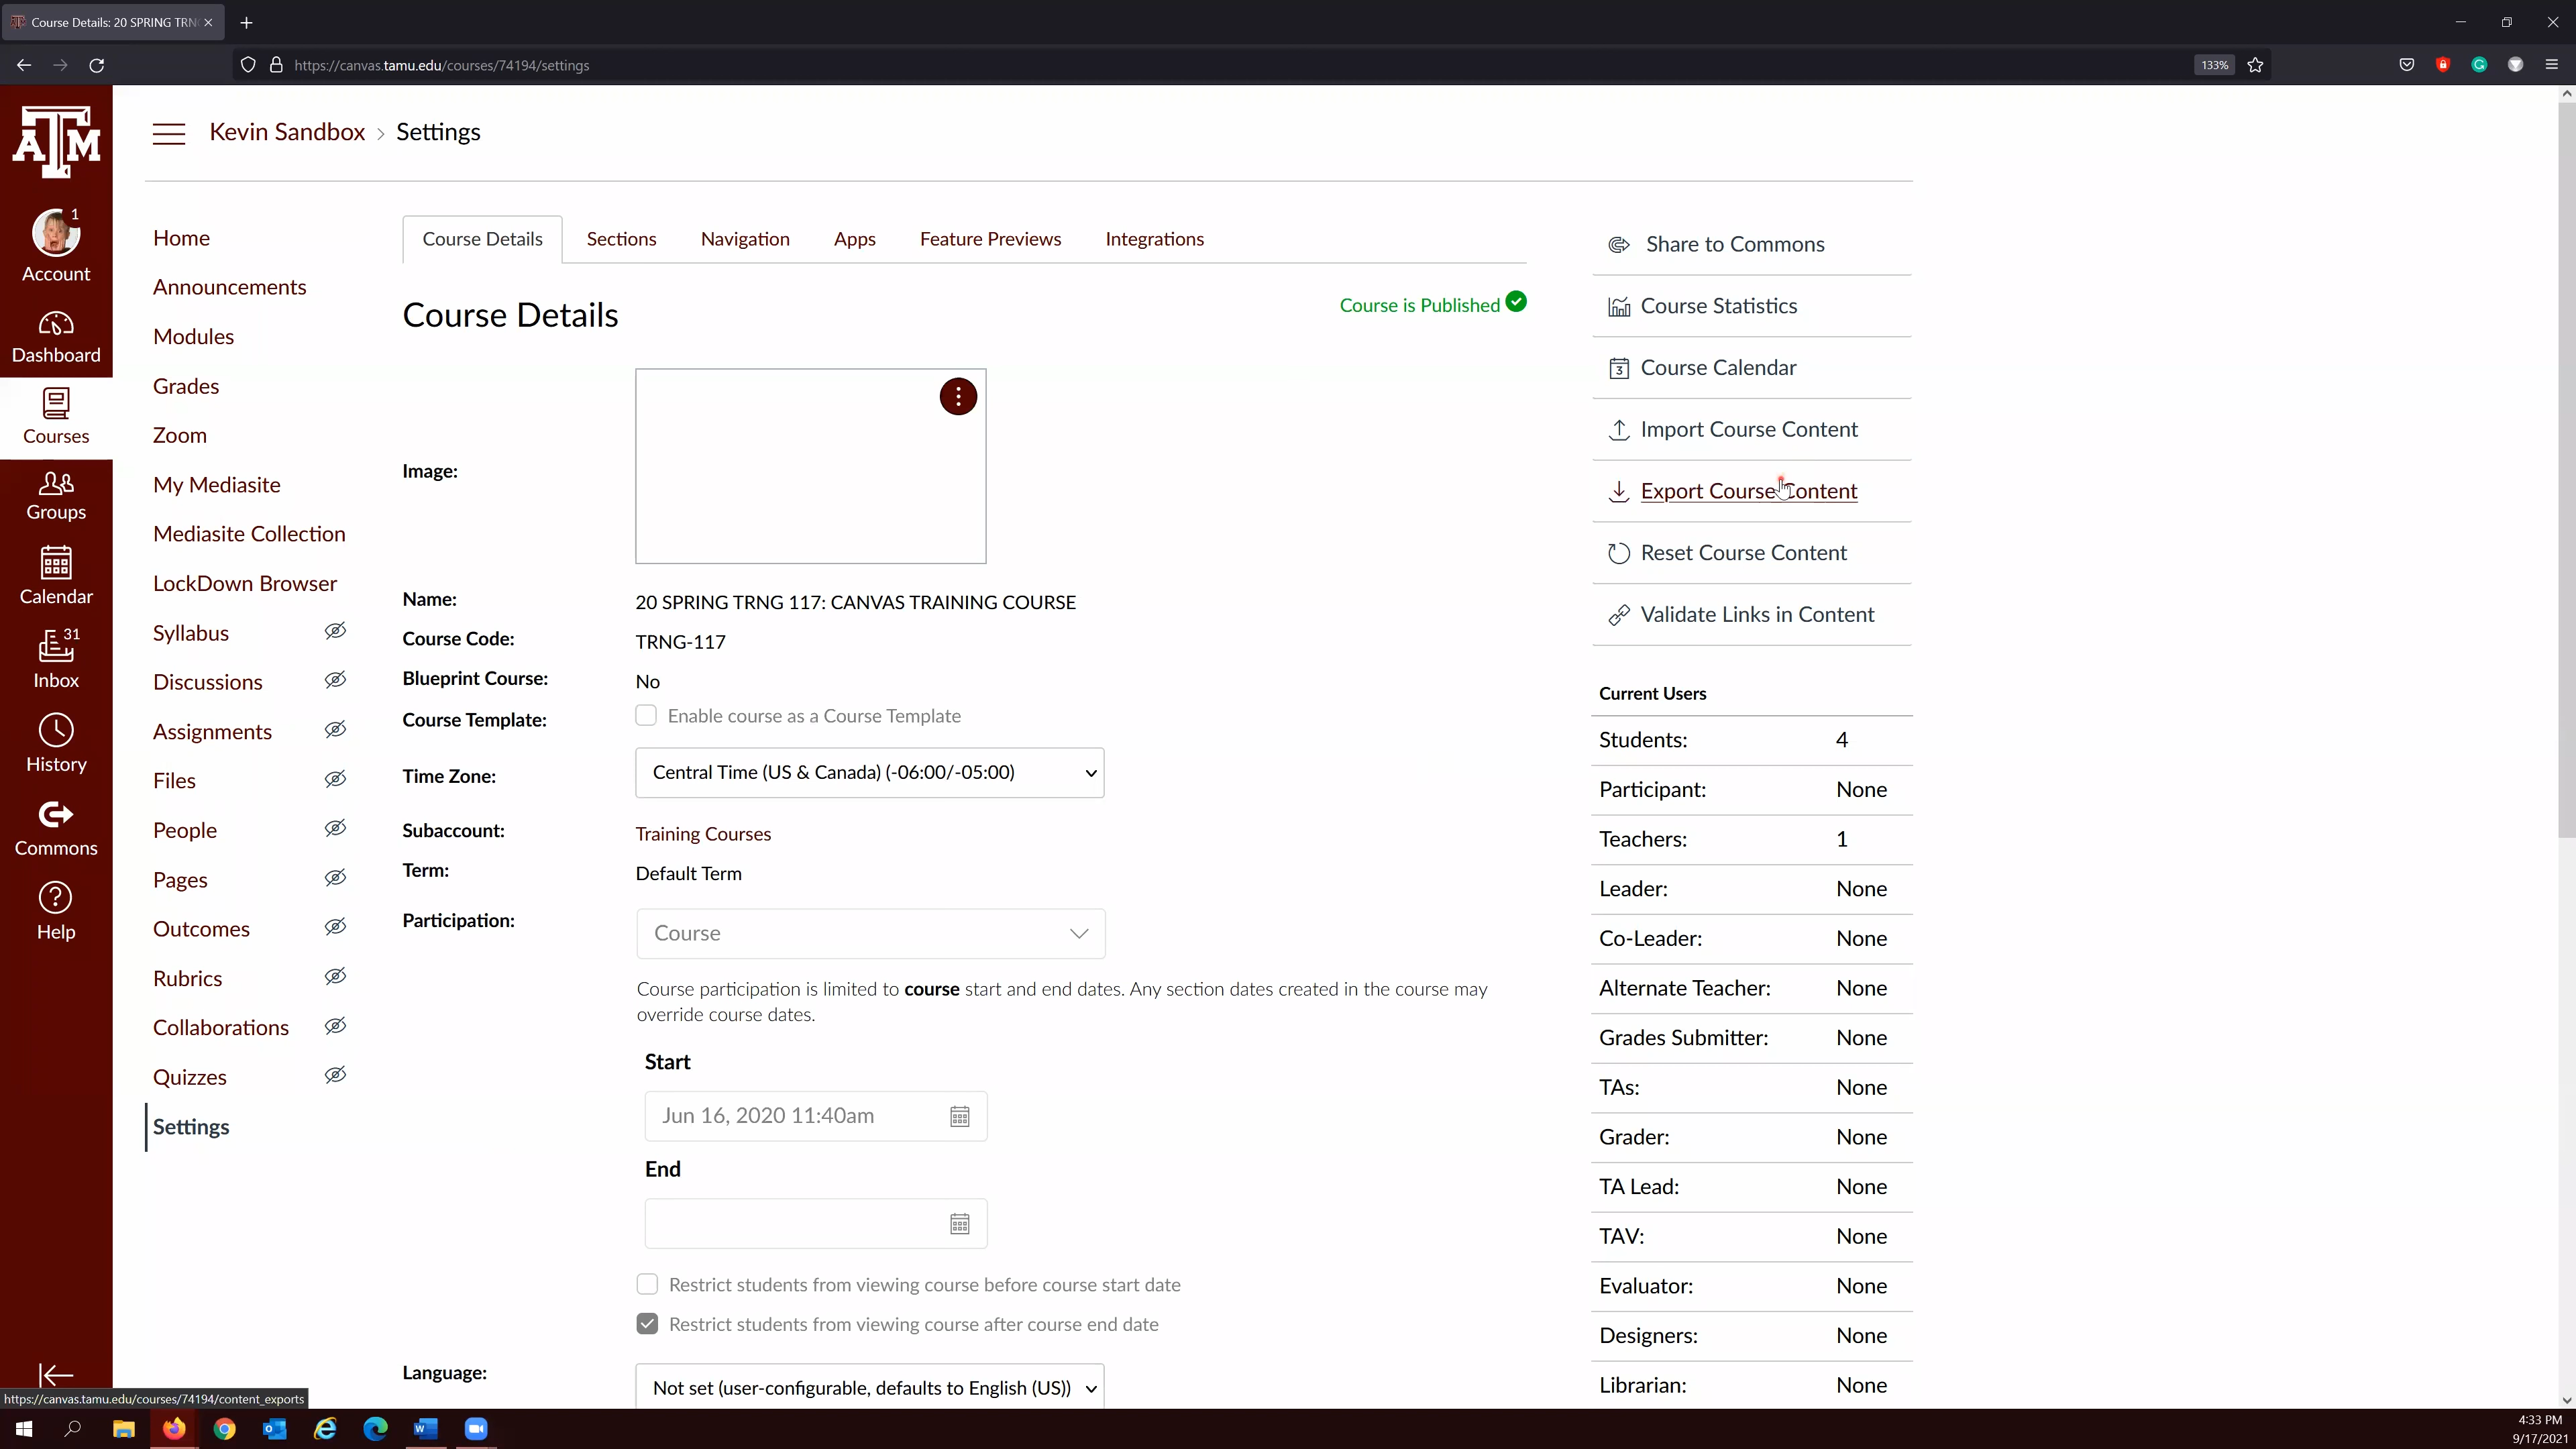 Course Details: 20 SPRING TRN
https://canvas.tamu.edu/courses/74194/settings
133%
ATM
Kevin Sandbox > Settings
1
Account
Dashboard
Courses
Groups
Calendar
31
Inbox
History
Commons
Help
Home
Announcements
Modules
Grades
Zoom
My Mediasite
Mediasite Collection
LockDown Browser
Syllabus
Discussions
Assignments
Files
People
Pages
Outcomes
Rubrics
Collaborations
Quizzes
Settings
Course Details Sections Navigation Apps Feature Previews Integrations
Course Details
Course is Published
Image:
Name: 20 SPRING TRNG 117: CANVAS TRAINING COURSE
Course Code: TRNG-117
Blueprint Course: No
Course Template: Enable course as a Course Template
Time Zone: Central Time (US & Canada) (-06:00/-05:00)
Subaccount: Training Courses
Term: Default Term
Participation: Course
Course participation is limited to course start and end dates. Any section dates created in the course may
override course dates.
Start
Jun 16, 2020 11:40am
End
Restrict students from viewing course before course start date
Restrict students from viewing course after course end date
Language: Not set (user-configurable, defaults to English (US))
Share to Commons
Course Statistics
3 Course Calendar
Import Course Content
Export Course Content
Reset Course Content
Validate Links in Content
Current Users
Students: 4
Participant: None
Teachers: 1
Leader: None
Co-Leader: None
Alternate Teacher: None
Grades Submitter: None
TAs: None
Grader: None
TA Lead: None
TAV: None
Evaluator: None
Designers: None
Librarian: None
https://canvas.tamu.edu/courses/74194/content_exports
4:33 PM
9/17/2021